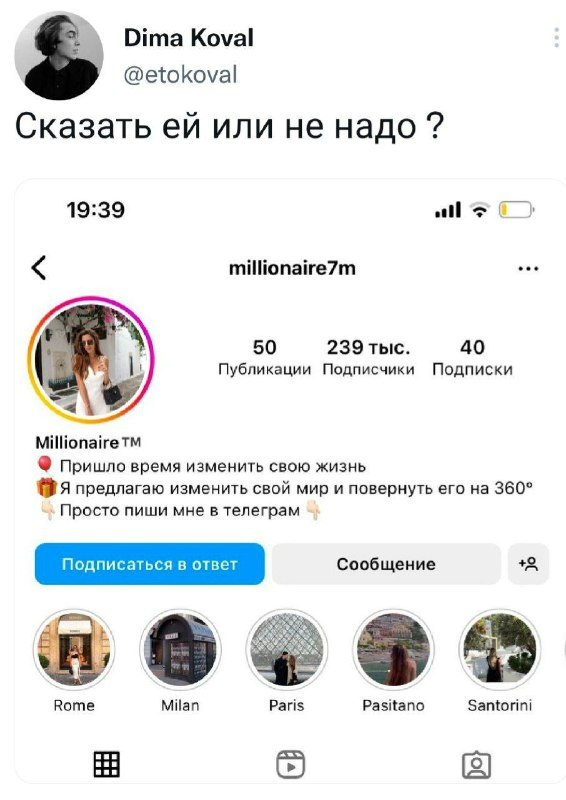 Dima Koval
@etokoval
Сказать ей или не надо ?
19:39
millionaire7m
50 239 тыс. 40
Публикации Подписчики Подписки
Millionaire™
🎈 Пришло время изменить свою жизнь
🎁 Я предлагаю изменить свой мир и повернуть его на 360°
👇🏻 Просто пиши мне в телеграм 👇🏻
Подписаться в ответ Сообщение
Rome Milan Paris Pasitano Santorini